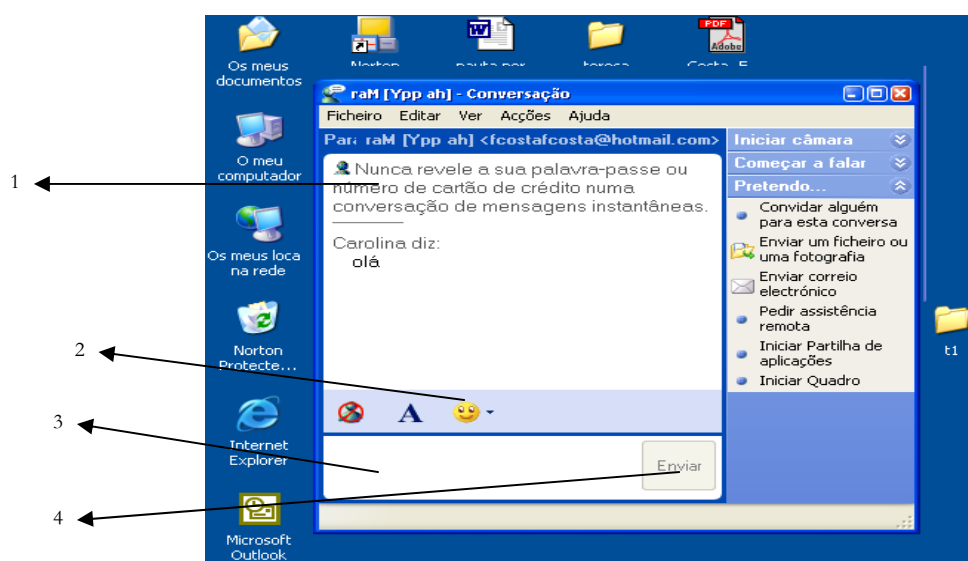 Os meus
documentos
Norton
pauta por
teresa
Adobe
PDF
W
O meu
computador
Os meus loca
na rede
Norton
Protecte...
Internet
Explorer
Microsoft
Outlook
raM [Ypp ah] - Conversação
Ficheiro Editar Ver Acções Ajuda
raM [Ypp ah] <fcostafcosta@hotmail.com>
Nunca revele a sua palavra-passe ou
número de cartão de crédito numa
conversação de mensagens instantâneas.
Carolina diz:
olá
A
Enviar
Iniciar câmara
Começar a falar
Pretendo...
Convidar alguém
para esta conversa
Enviar um ficheiro ou
uma fotografia
Enviar correio
electrónico
Pedir assistência
remota
Iniciar Partilha de
aplicações
Iniciar Quadro
t1
1
2
3
4